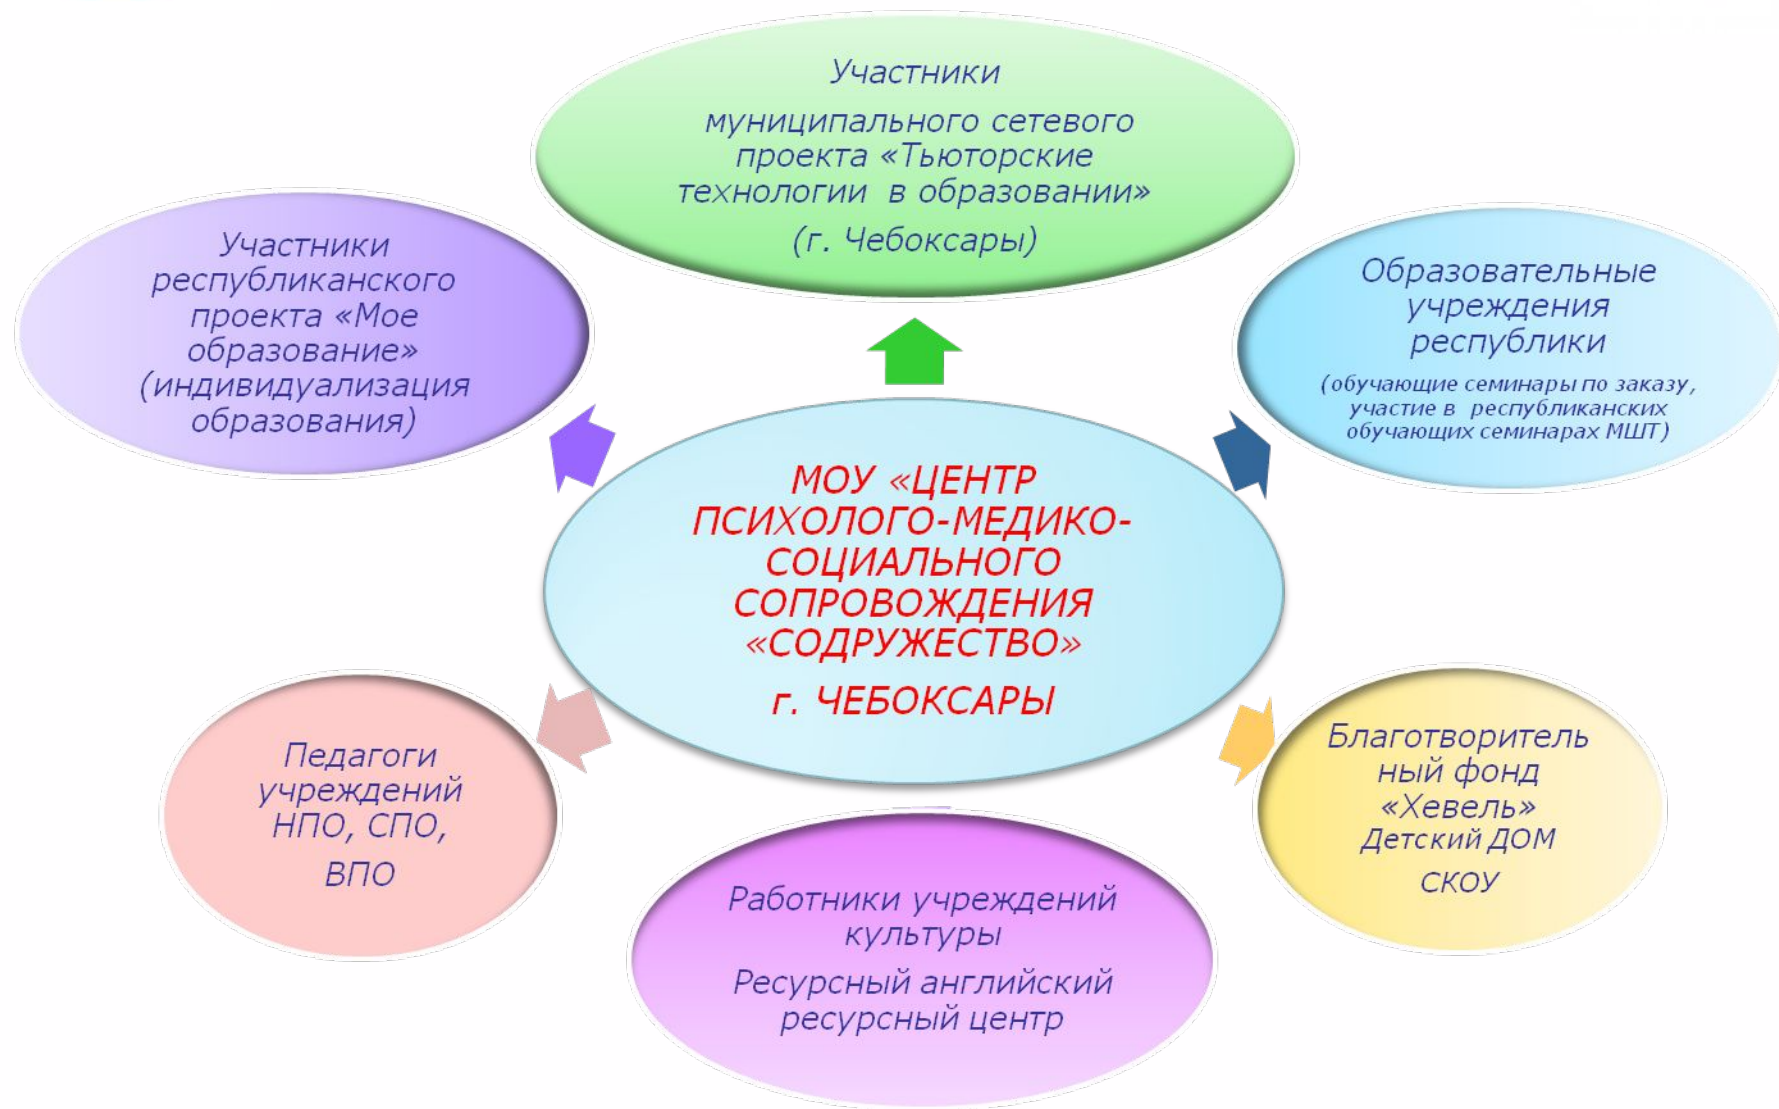 Участники
муниципального сетевого
проекта «Тьюторские
технологии в образовании»
(г. Чебоксары)
Участники
республиканского
проекта «Мое
образование»
(индивидуализация
образования)
Образовательные
учреждения
республики
(обучающие семинары по заказу,
участие в республиканских
обучающих семинарах МШТ)
МОУ «ЦЕНТР
ПСИХОЛОГО-МЕДИКО-
СОЦИАЛЬНОГО
СОПРОВОЖДЕНИЯ
«СОДРУЖЕСТВО»
г. ЧЕБОКСАРЫ
Педагоги
учреждений
НПО, СПО,
ВПО
Благотворитель
ный фонд
«Хевель»
Детский ДОМ
СКОУ
Работники учреждений
культуры
Ресурсный английский
ресурсный центр